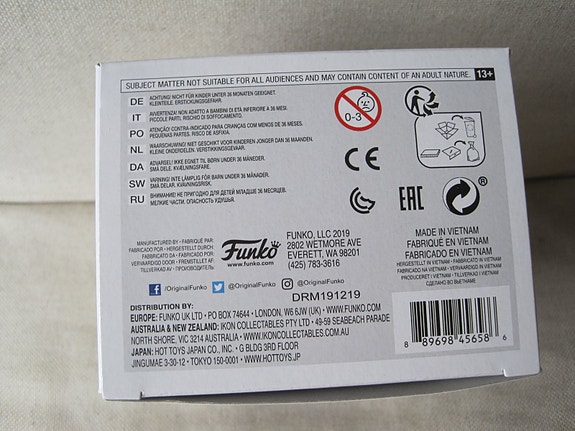 SUBJECT MATTER NOT SUITABLE FOR ALL AUDIENCES AND MAY CONTAIN CONTENT OF AN ADULT NATURE. 13+
DE ACHTUNG! NICHT FÜR KINDER UNTER 36 MONATEN GEEIGNET.
KLEINTEILE. ERSTICKUNGSGEFAHR.
IT AVVERTENZA! NON ADATTO A BAMBINI DI ETÀ INFERIORE A 36 MESI.
PICCOLE PARTI. RISCHIO DI SOFFOCAMENTO.
PO ATENCÃO! CONTRA-INDICADO PARA CRIANÇAS COM MENOS DE 36 MESES.
PEQUENAS PARTES. RISCO DE ASFIXIA.
NL WAARSCHUWING! NIET GESCHIKT VOOR KINDEREN JONGER DAN 36 MAANDEN.
KLEINE ONDERDELEN. VERSTIKKINGSGEVAAR.
DA ADVARSEL! IKKE EGNET TIL BØRN UNDER 36 MÅNEDER.
SMÅ DELE. KVÆLNINGSFARE.
SW VARNING! INTE LÄMPLIG FÖR BARN UNDER 36 MÅNADER.
SMÅ DELAR. KVÄVNINGSRISK.
RU ВНИМАНИЕ! НЕ ПРИГОДНО ДЛЯ ДЕТЕЙ МЛАДШЕ 36 МЕСЯЦЕВ.
МЕЛКИЕ ЧАСТИ, ОПАСНОСТЬ УДУШЬЯ.
0-3
CE
EAC
®
MANUFACTURED BY • FABRIQUÉ PAR:
FABRICADO POR • HERGESTELLT DURCH:
FABBRICATO DA • FABRICADO POR:
VERVAARDIGD DOOR • FREMSTILLET AF:
TILLVERKAD AV • ПРОИЗВОДИТЕЛЬ:
Funko
www.funko.com
FUNKO, LLC 2019
2802 WETMORE AVE
EVERETT, WA 98201
(425) 783-3616
MADE IN VIETNAM
FABRIQUÉ EN VIETNAM
FABRICADO EN VIETNAM
HERGESTELLT IN VIETNAM • FABBRICATO IN VIETNAM
FABRICADO NA VIETNAM • VERVAARDIGD IN VIETNAM
PRODUCERET I VIETNAM • TILLVERKAD I VIETNAM
СДЕЛАНО ВО ВЬЕТНАМ
/OriginalFunko @OriginalFunko @OriginalFunko
DRM191219
DISTRIBUTION BY:
EUROPE: FUNKO UK LTD • PO BOX 74644 • LONDON, W6 6JW (UK) • WWW.FUNKO.COM
AUSTRALIA & NEW ZEALAND: IKON COLLECTABLES PTY LTD • 49-59 SEABEACH PARADE
NORTH SHORE, VIC 3214 AUSTRALIA • WWW.IKONCOLLECTABLES.COM.AU
JAPAN: HOT TOYS JAPAN CO., INC. • G BLDG 3RD FLOOR
JINGUMAE 3-30-12 • TOKYO 150-0001 • WWW.HOTTOYS.JP
8 89698 45658 6